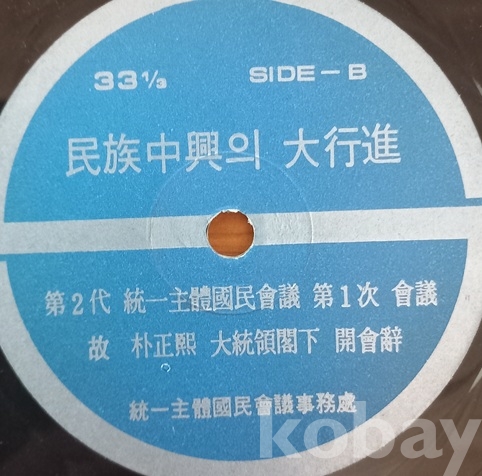 33 1/3 SIDE-B
民族中興의 大行進
第2代 統一主體國民會議 第1次 會議
故 朴正熙 大統領閣下 開會辭
統一主體國民會議事務處
kobay